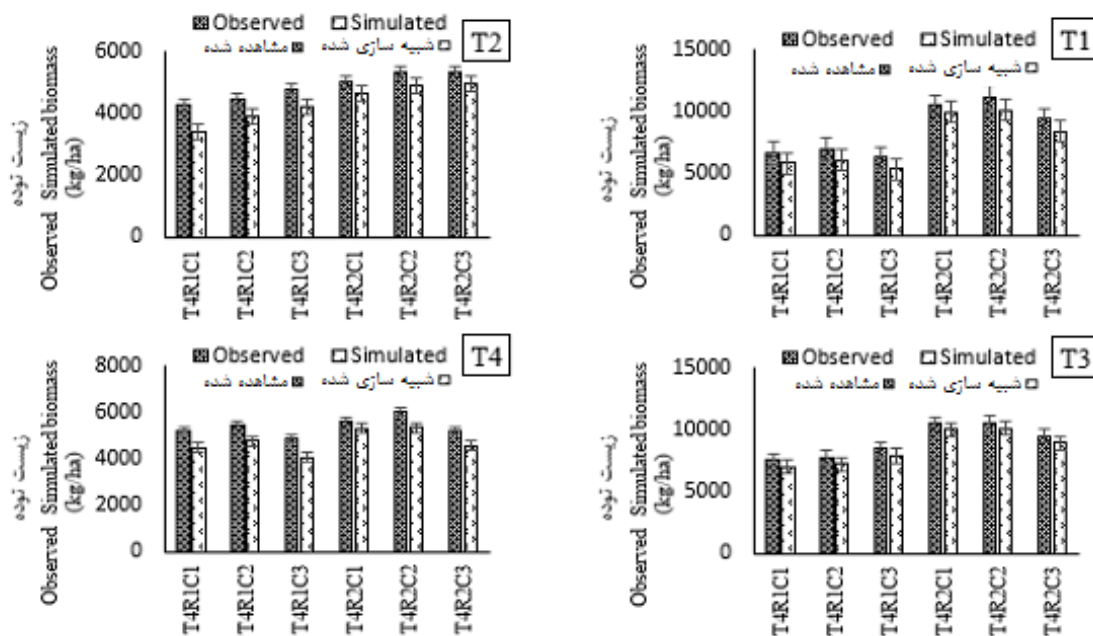 Observed Simulated
مشاهده شده شبیه سازی شده
T2
زیست توده
Observed Simulated biomass
(kg/ha)
6000
4000
2000
0
T4R1C1
T4R1C2
T4R1C3
T4R2C1
T4R2C2
T4R2C3
Observed Simulated
مشاهده شده شبیه سازی شده
T1
زیست توده
Observed Simulated biomass
(kg/ha)
15000
10000
5000
0
T4R1C1
T4R1C2
T4R1C3
T4R2C1
T4R2C2
T4R2C3
Observed Simulated
مشاهده شده شبیه سازی شده
T4
زیست توده
Observed Simulated biomass
(kg/ha)
8000
6000
4000
2000
0
T4R1C1
T4R1C2
T4R1C3
T4R2C1
T4R2C2
T4R2C3
Observed Simulated
مشاهده شده شبیه سازی شده
T3
زیست توده
Observed Simulated biomass
(kg/ha)
15000
10000
5000
0
T4R1C1
T4R1C2
T4R1C3
T4R2C1
T4R2C2
T4R2C3